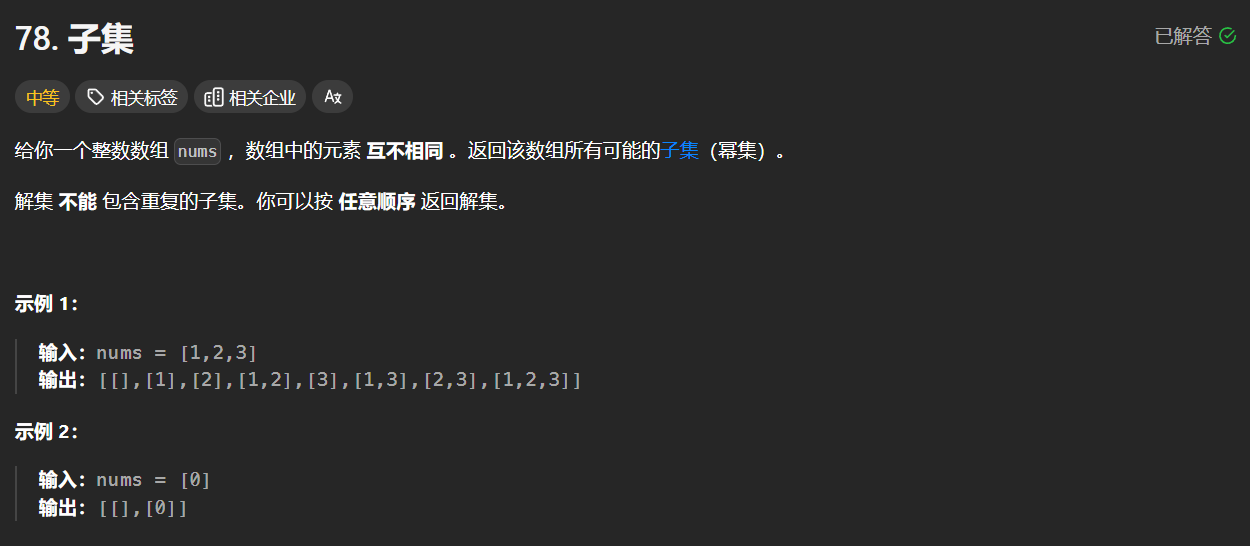 78. 子集
已解答
中等
相关标签
相关企业
给你一个整数数组 nums ，数组中的元素 互不相同 。返回该数组所有可能的子集（幂集）。
解集 不能 包含重复的子集。你可以按 任意顺序 返回解集。
示例 1：
输入：nums = [1,2,3]
输出：[[],[1],[2],[1,2],[3],[1,3],[2,3],[1,2,3]]
示例 2：
输入：nums = [0]
输出：[[],[0]]